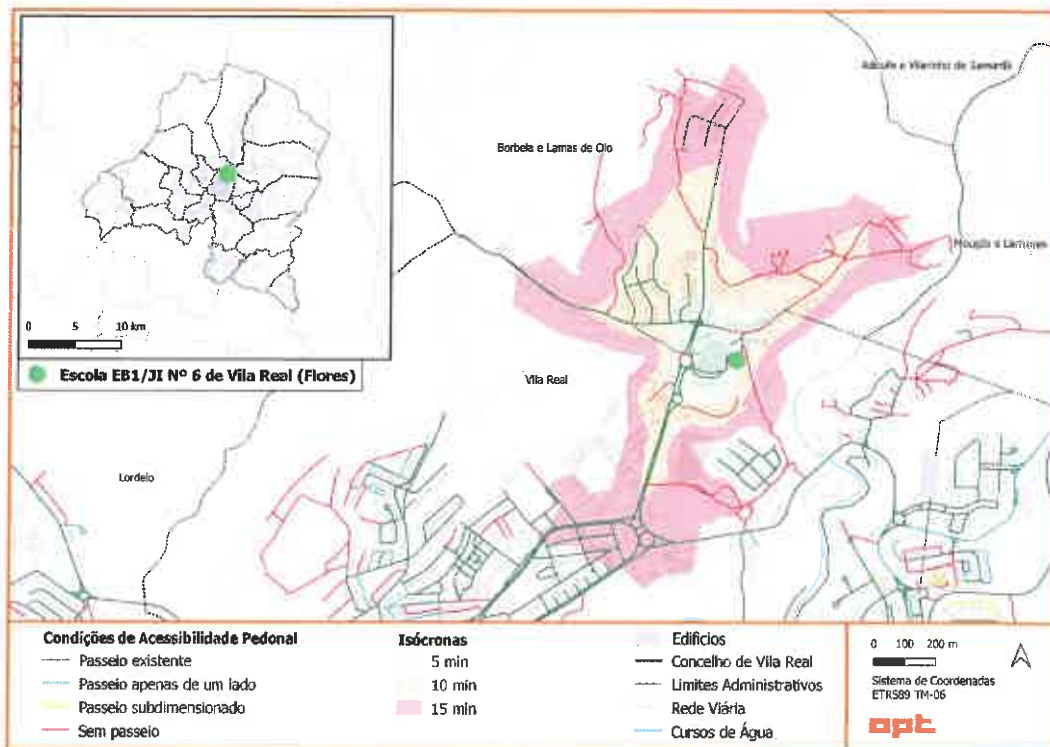 0 5 10 km
Escola EB1/JI Nº 6 de Vila Real (Flores)
Adoufe e Vilarinho de Samardã
Borbela e Lamas de Olo
Mouçós e Lamares
Vila Real
Lordelo
Condições de Acessibilidade Pedonal
Passeio existente
Passeio apenas de um lado
Passeio subdimensionado
Sem passeio
Isócronas
5 min
10 min
15 min
Edifícios
Concelho de Vila Real
Limites Administrativos
Rede Viária
Cursos de Água
0 100 200 m
Sistema de Coordenadas
ETRS89 TM-06
opt